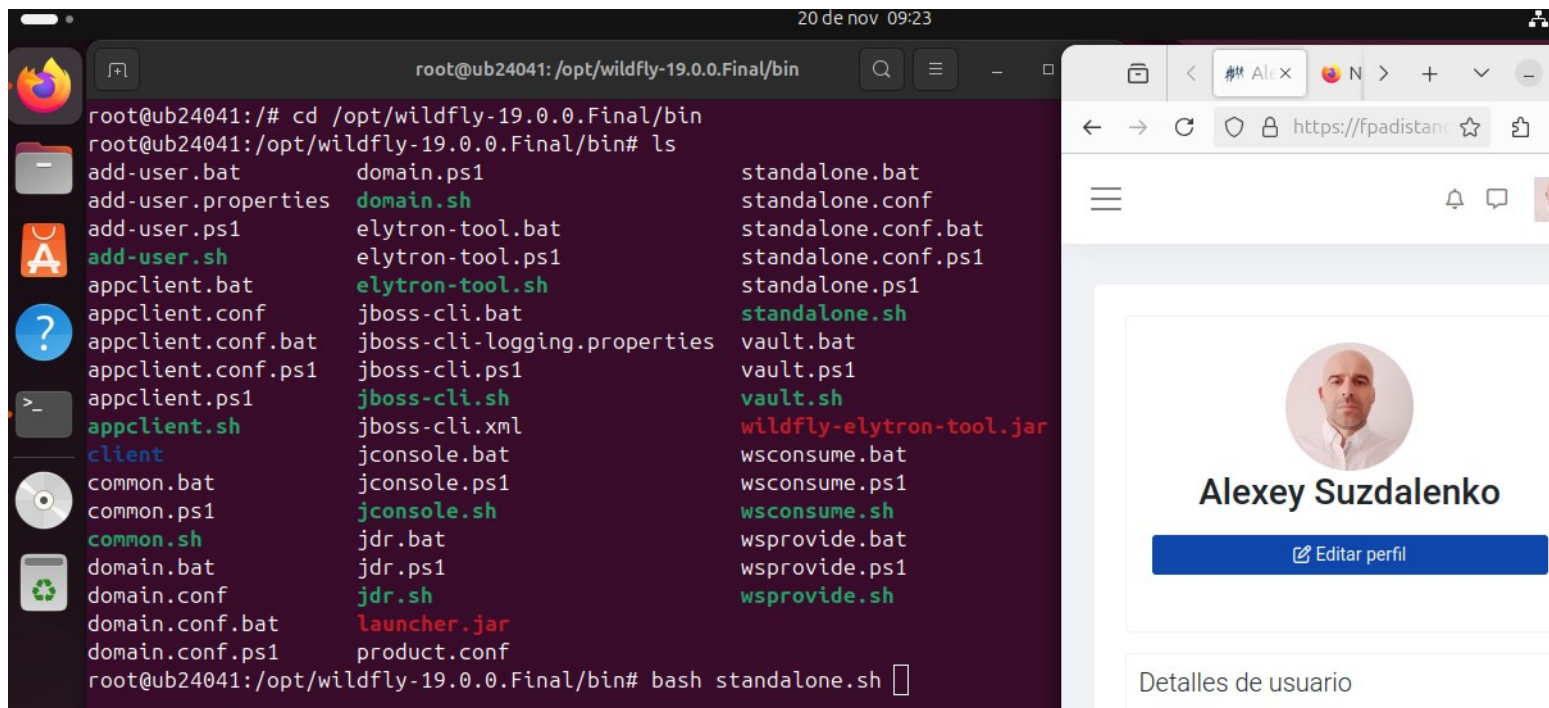 20 de nov 09:23
root@ub24041: /opt/wildfly-19.0.0.Final/bin
root@ub24041:/# cd /opt/wildfly-19.0.0.Final/bin
root@ub24041:/opt/wildfly-19.0.0.Final/bin# ls
add-user.bat domain.ps1 standalone.bat
add-user.properties domain.sh standalone.conf
add-user.ps1 elytron-tool.bat standalone.conf.bat
add-user.sh elytron-tool.ps1 standalone.conf.ps1
appclient.bat elytron-tool.sh standalone.ps1
appclient.conf jboss-cli.bat standalone.sh
appclient.conf.bat jboss-cli-logging.properties vault.bat
appclient.conf.ps1 jboss-cli.ps1 vault.ps1
appclient.ps1 jboss-cli.sh vault.sh
appclient.sh jboss-cli.xml wildfly-elytron-tool.jar
client jconsole.bat wsconsume.bat
common.bat jconsole.ps1 wsconsume.ps1
common.ps1 jconsole.sh wsconsume.sh
common.sh jdr.bat wsprovide.bat
domain.bat jdr.ps1 wsprovide.ps1
domain.conf jdr.sh wsprovide.sh
domain.conf.bat launcher.jar
domain.conf.ps1 product.conf
root@ub24041:/opt/wildfly-19.0.0.Final/bin# bash standalone.sh
Ale N
https://fpadistanc
Alexey Suzdalenko
Editar perfil
Detalles de usuario